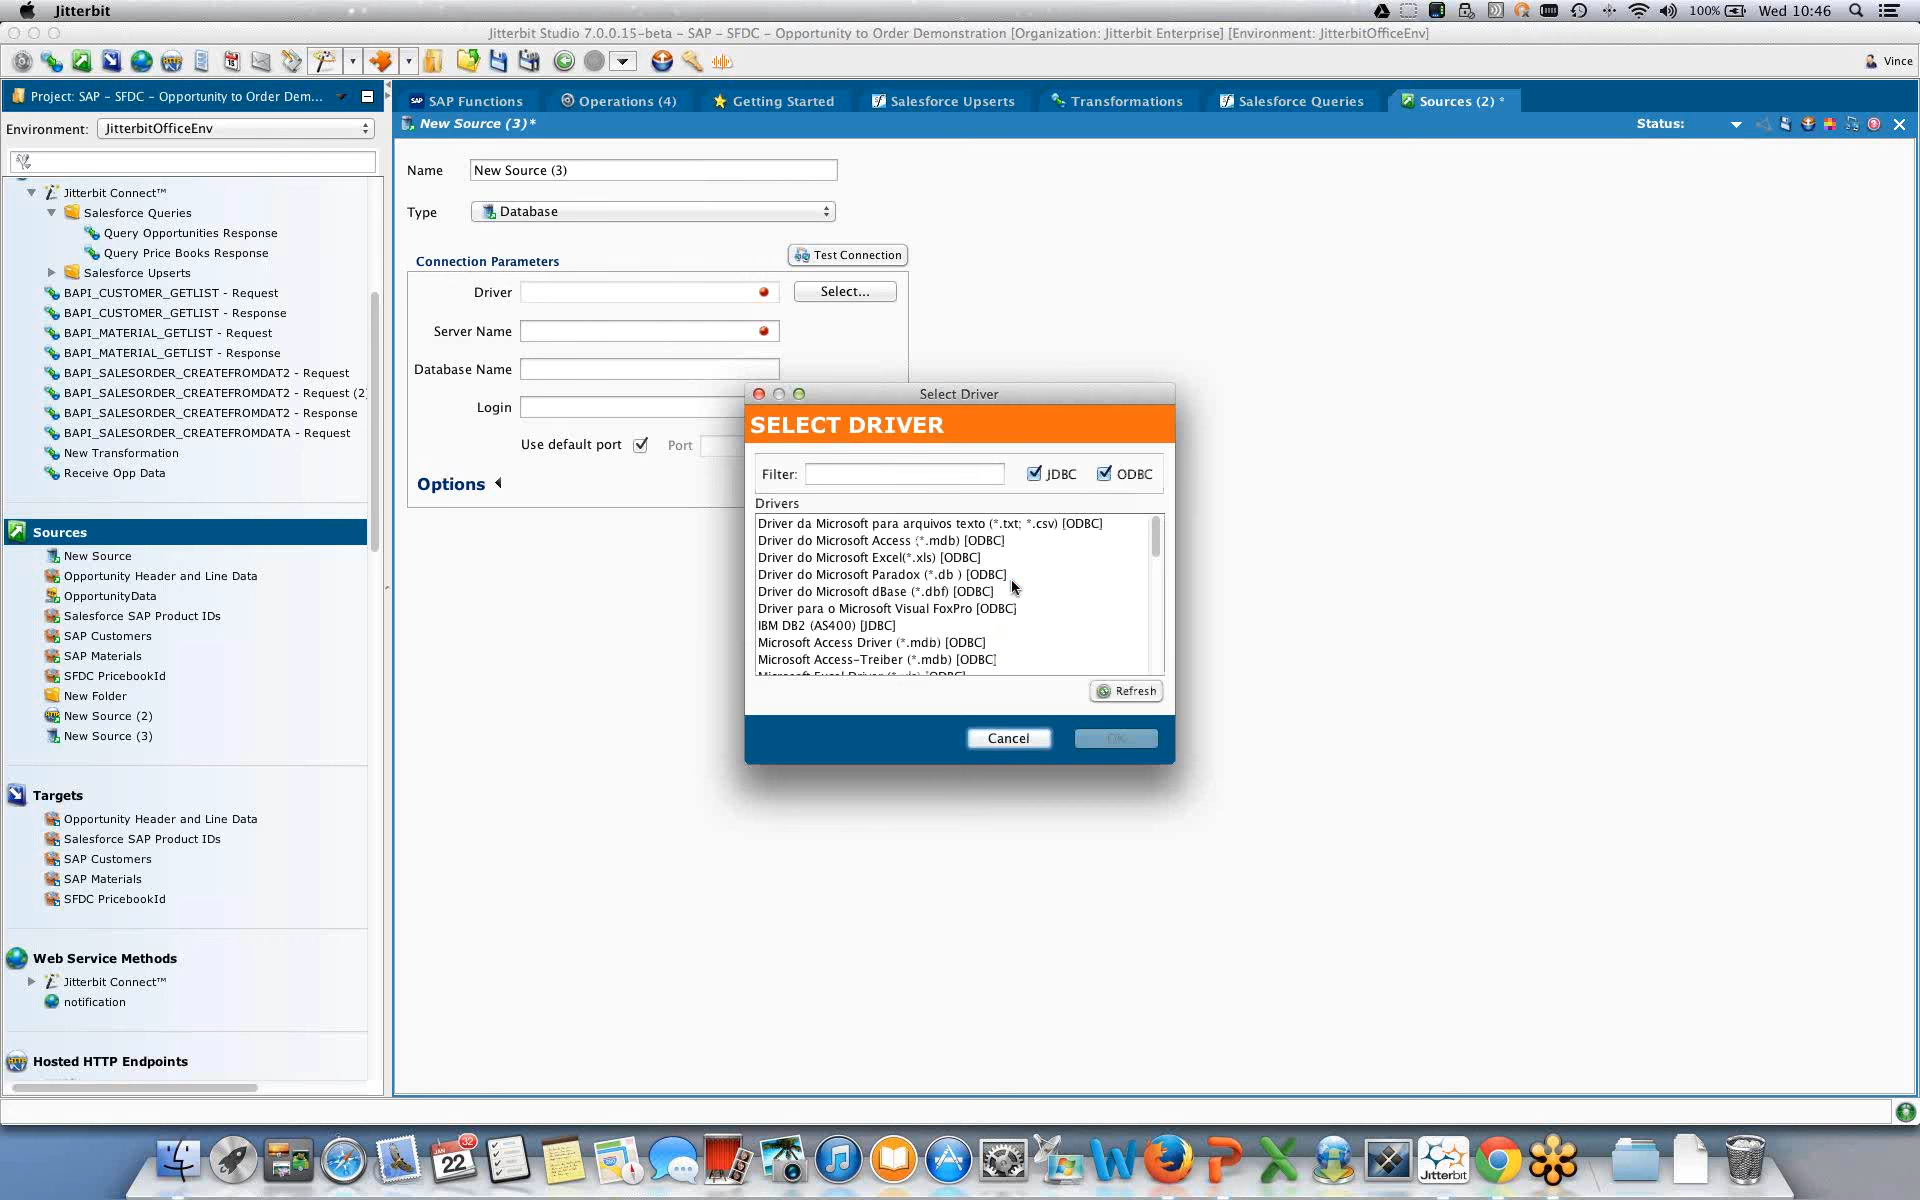 Jitterbit
100%
Wed 10:46
Jitterbit Studio 7.0.0.15-beta – SAP – SFDC – Opportunity to Order Demonstration [Organization: Jitterbit Enterprise] [Environment: JitterbitOfficeEnv]
Vince
Project: SAP – SFDC – Opportunity to Order Dem...
SAP Functions
Operations (4)
Getting Started
Salesforce Upserts
Transformations
Salesforce Queries
Sources (2) *
Environment: JitterbitOfficeEnv
New Source (3)*
Status:
Name New Source (3)
Type Database
Connection Parameters
Test Connection
Driver
Select...
Server Name
Database Name
Login
Use default port
Port
Options
Jitterbit Connect™
Salesforce Queries
Query Opportunities Response
Query Price Books Response
Salesforce Upserts
BAPI_CUSTOMER_GETLIST - Request
BAPI_CUSTOMER_GETLIST - Response
BAPI_MATERIAL_GETLIST - Request
BAPI_MATERIAL_GETLIST - Response
BAPI_SALESORDER_CREATEFROMDAT2 - Request
BAPI_SALESORDER_CREATEFROMDAT2 - Request (2)
BAPI_SALESORDER_CREATEFROMDAT2 - Response
BAPI_SALESORDER_CREATEFROMDATA - Request
New Transformation
Receive Opp Data
Sources
New Source
Opportunity Header and Line Data
OpportunityData
Salesforce SAP Product IDs
SAP Customers
SAP Materials
SFDC PricebookId
New Folder
New Source (2)
New Source (3)
Targets
Opportunity Header and Line Data
Salesforce SAP Product IDs
SAP Customers
SAP Materials
SFDC PricebookId
Web Service Methods
Jitterbit Connect™
notification
Hosted HTTP Endpoints
Select Driver
SELECT DRIVER
Filter:
JDBC
ODBC
Drivers
Driver da Microsoft para arquivos texto (*.txt; *.csv) [ODBC]
Driver do Microsoft Access (*.mdb) [ODBC]
Driver do Microsoft Excel(*.xls) [ODBC]
Driver do Microsoft Paradox (*.db ) [ODBC]
Driver do Microsoft dBase (*.dbf) [ODBC]
Driver para o Microsoft Visual FoxPro [ODBC]
IBM DB2 (AS400) [JDBC]
Microsoft Access Driver (*.mdb) [ODBC]
Microsoft Access-Treiber (*.mdb) [ODBC]
Microsoft Excel Driver (*.xls) [ODBC]
Refresh
Cancel
OK
32
JAN
22
Jitterbit